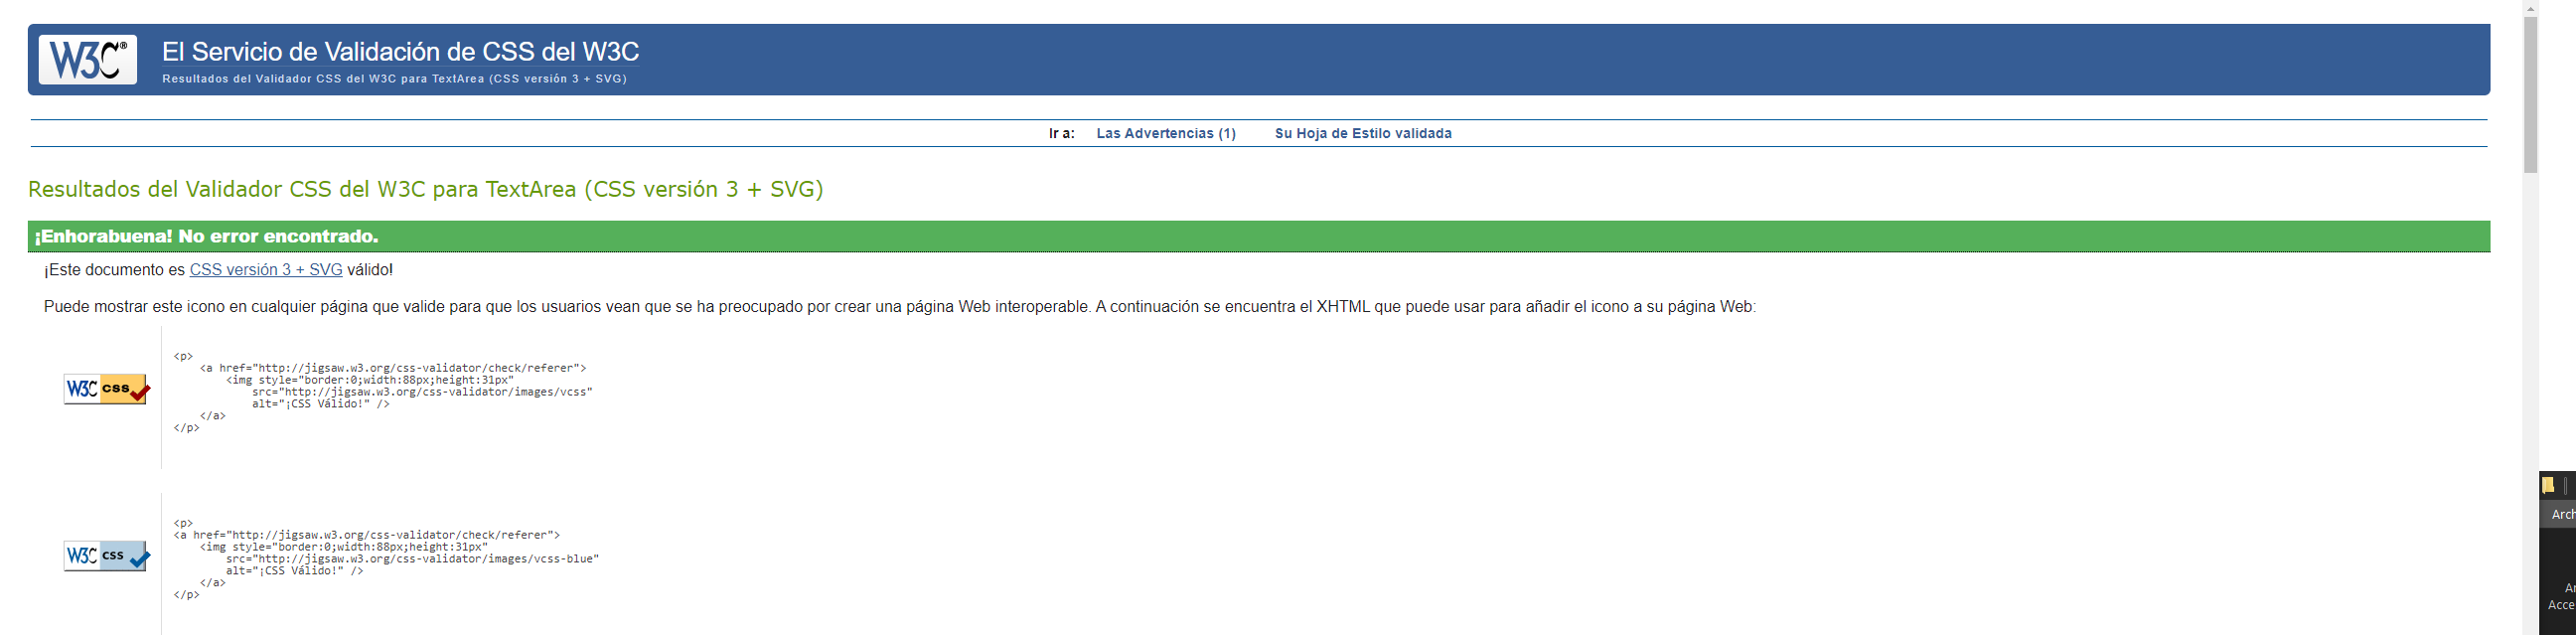 W3C® El Servicio de Validación de CSS del W3C
Resultados del Validador CSS del W3C para TextArea (CSS versión 3 + SVG)
Ir a: Las Advertencias (1) Su Hoja de Estilo validada
Resultados del Validador CSS del W3C para TextArea (CSS versión 3 + SVG)
¡Enhorabuena! No error encontrado.
¡Este documento es CSS versión 3 + SVG válido!
Puede mostrar este icono en cualquier página que valide para que los usuarios vean que se ha preocupado por crear una página Web interoperable. A continuación se encuentra el XHTML que puede usar para añadir el icono a su página Web:
W3C css
<p>
<a href="http://jigsaw.w3.org/css-validator/check/referer">
<img style="border:0;width:88px;height:31px"
src="http://jigsaw.w3.org/css-validator/images/vcss"
alt="¡CSS Válido!" />
</a>
</p>
W3C css
<p>
<a href="http://jigsaw.w3.org/css-validator/check/referer">
<img style="border:0;width:88px;height:31px"
src="http://jigsaw.w3.org/css-validator/images/vcss-blue"
alt="¡CSS Válido!" />
</a>
</p>
Arch
Acce